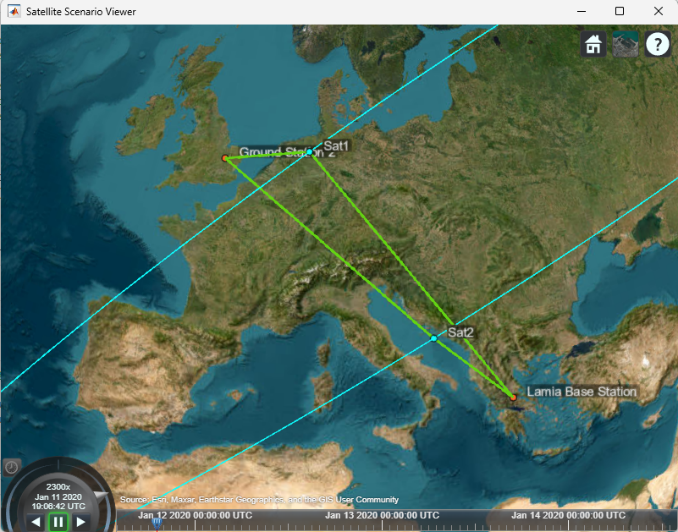 Satellite Scenario Viewer
?
Ground Station 2
Sat1
Sat2
Lamia Base Station
2300x
Jan 11 2020
19:06:42 UTC
Source: Esri, Maxar, Earthstar Geographics, and the GIS User Community
Jan 12 2020 00:00:00 UTC
Jan 13 2020 00:00:00 UTC
Jan 14 2020 00:00:00 UTC